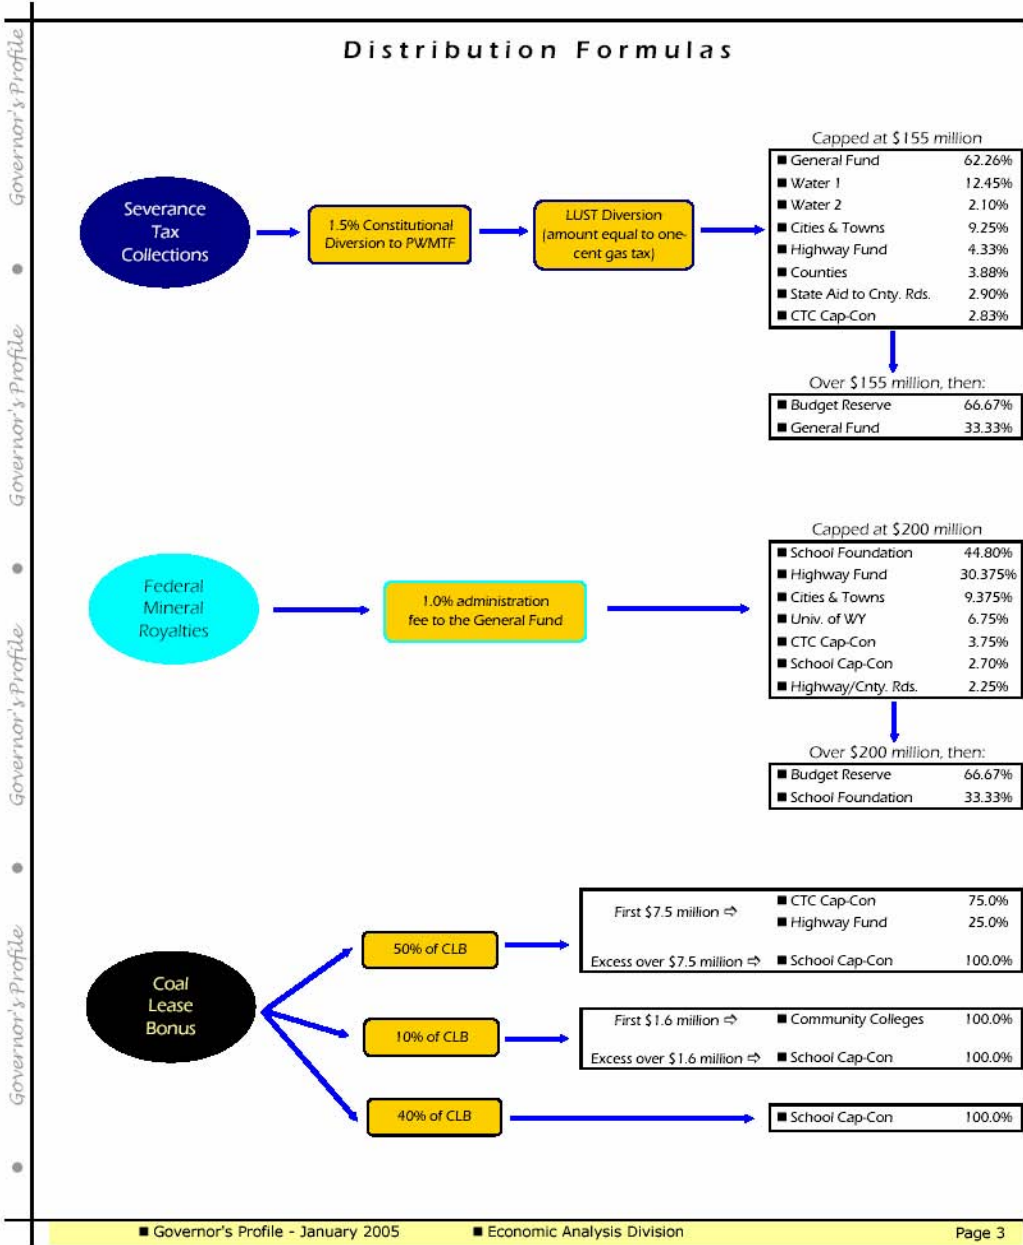 Distribution Formulas
Governor's Profile
Governor's Profile
Governor's Profile
Governor's Profile
Severance
Tax
Collections
1.5% Constitutional
Diversion to PWMTF
LUST Diversion
(amount equal to one-
cent gas tax)
Capped at $155 million
■ General Fund 62.26%
■ Water 1 12.45%
■ Water 2 2.10%
■ Cities & Towns 9.25%
■ Highway Fund 4.33%
■ Counties 3.88%
■ State Aid to Cnty. Rds. 2.90%
■ CTC Cap-Con 2.83%
Over $155 million, then:
■ Budget Reserve 66.67%
■ General Fund 33.33%
Federal
Mineral
Royalties
1.0% administration
fee to the General Fund
Capped at $200 million
■ School Foundation 44.80%
■ Highway Fund 30.375%
■ Cities & Towns 9.375%
■ Univ. of WY 6.75%
■ CTC Cap-Con 3.75%
■ School Cap-Con 2.70%
■ Highway/Cnty. Rds. 2.25%
Over $200 million, then:
■ Budget Reserve 66.67%
■ School Foundation 33.33%
Coal
Lease
Bonus
50% of CLB
First $7.5 million ⇨ ■ CTC Cap-Con 75.0%
■ Highway Fund 25.0%
Excess over $7.5 million ⇨ ■ School Cap-Con 100.0%
10% of CLB
First $1.6 million ⇨ ■ Community Colleges 100.0%
Excess over $1.6 million ⇨ ■ School Cap-Con 100.0%
40% of CLB
■ School Cap-Con 100.0%
■ Governor's Profile - January 2005 ■ Economic Analysis Division Page 3